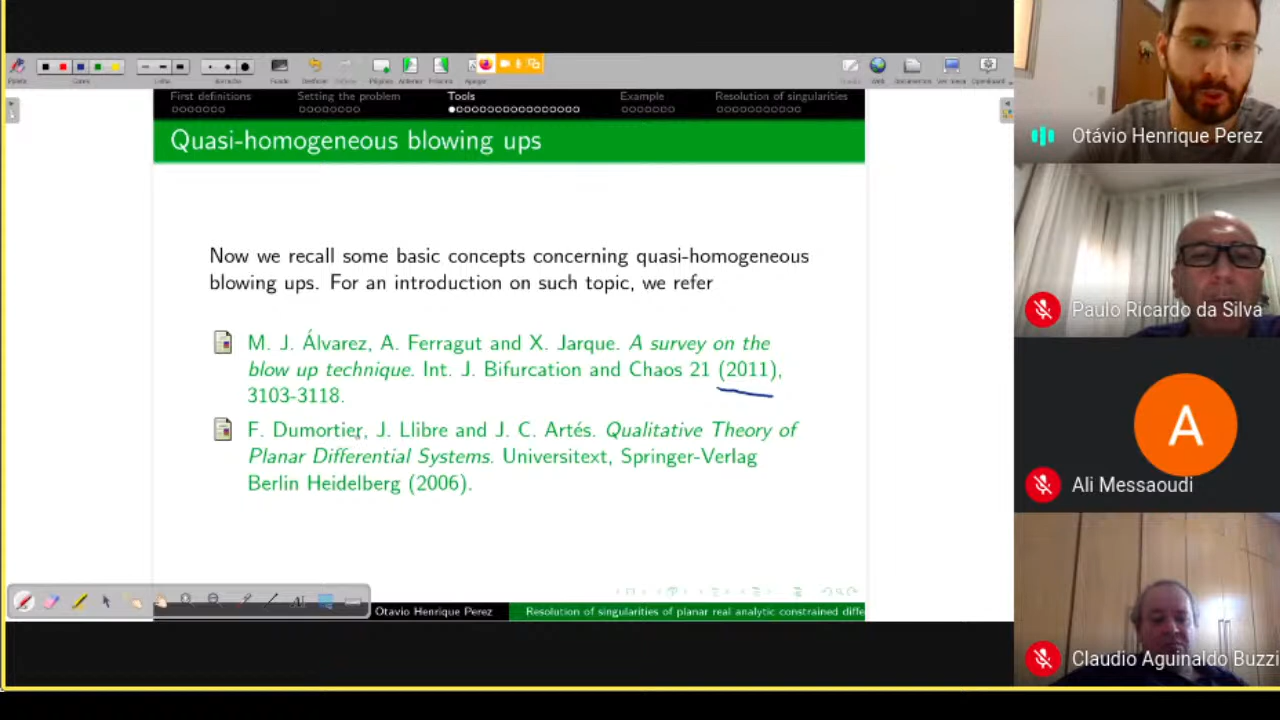 First definitions Setting the problem Tools Example Resolution of singularities
Quasi-homogeneous blowing ups
Now we recall some basic concepts concerning quasi-homogeneous
blowing ups. For an introduction on such topic, we refer
M. J. Álvarez, A. Ferragut and X. Jarque. A survey on the
blow up technique. Int. J. Bifurcation and Chaos 21 (2011),
3103-3118.
F. Dumortier, J. Llibre and J. C. Artés. Qualitative Theory of
Planar Differential Systems. Universitext, Springer-Verlag
Berlin Heidelberg (2006).
Otavio Henrique Perez Resolution of singularities of planar real analytic constrained diffe
Otávio Henrique Perez
Paulo Ricardo da Silva
A
Ali Messaoudi
Claudio Aguinaldo Buzzi